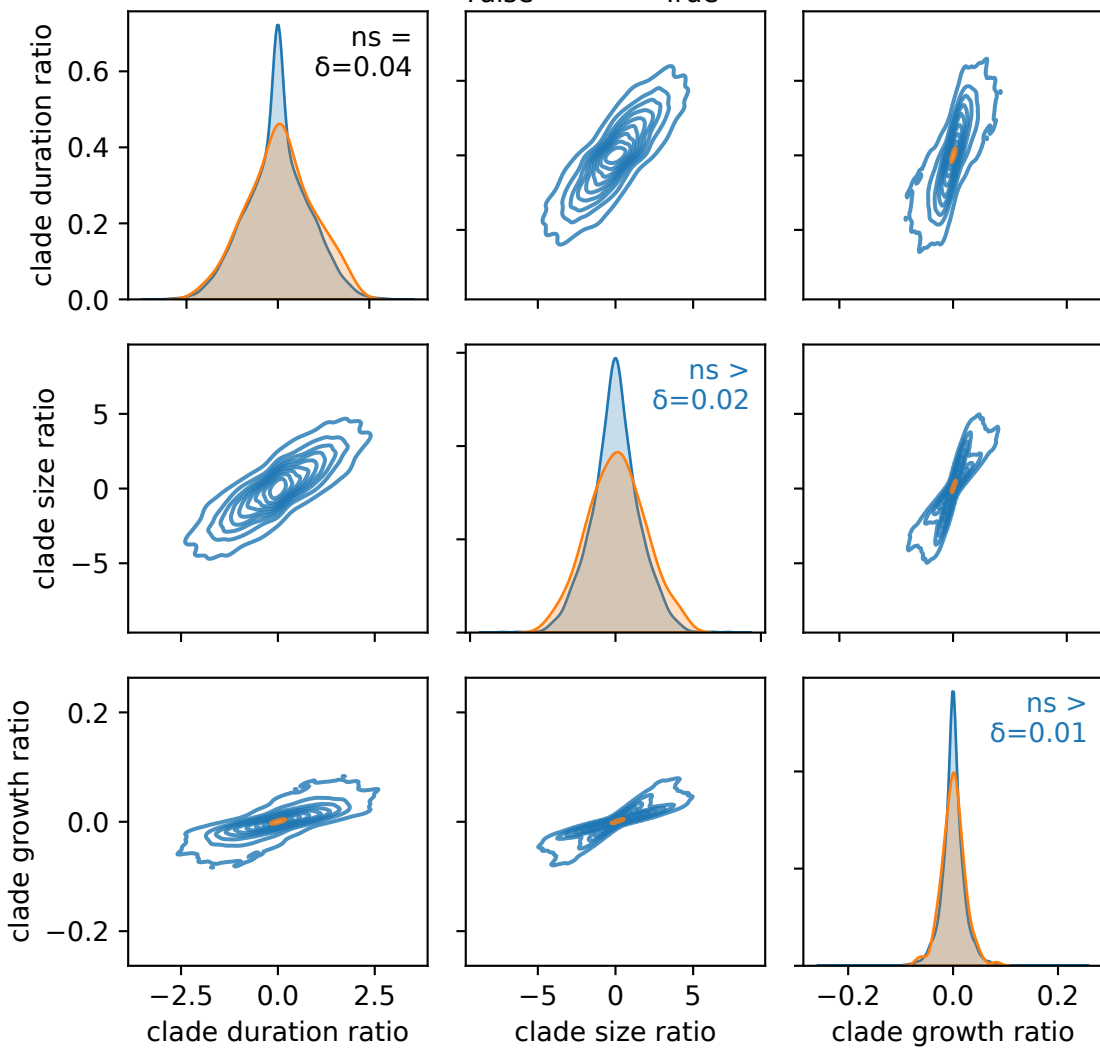 clade duration ratio
0.6
0.4
0.2
0.0
ns =
δ=0.04
clade size ratio
5
0
−5
ns >
δ=0.02
clade growth ratio
0.2
0.0
−0.2
ns >
δ=0.01
−2.5 0.0 2.5
−5 0 5
−0.2 0.0 0.2
clade duration ratio
clade size ratio
clade growth ratio